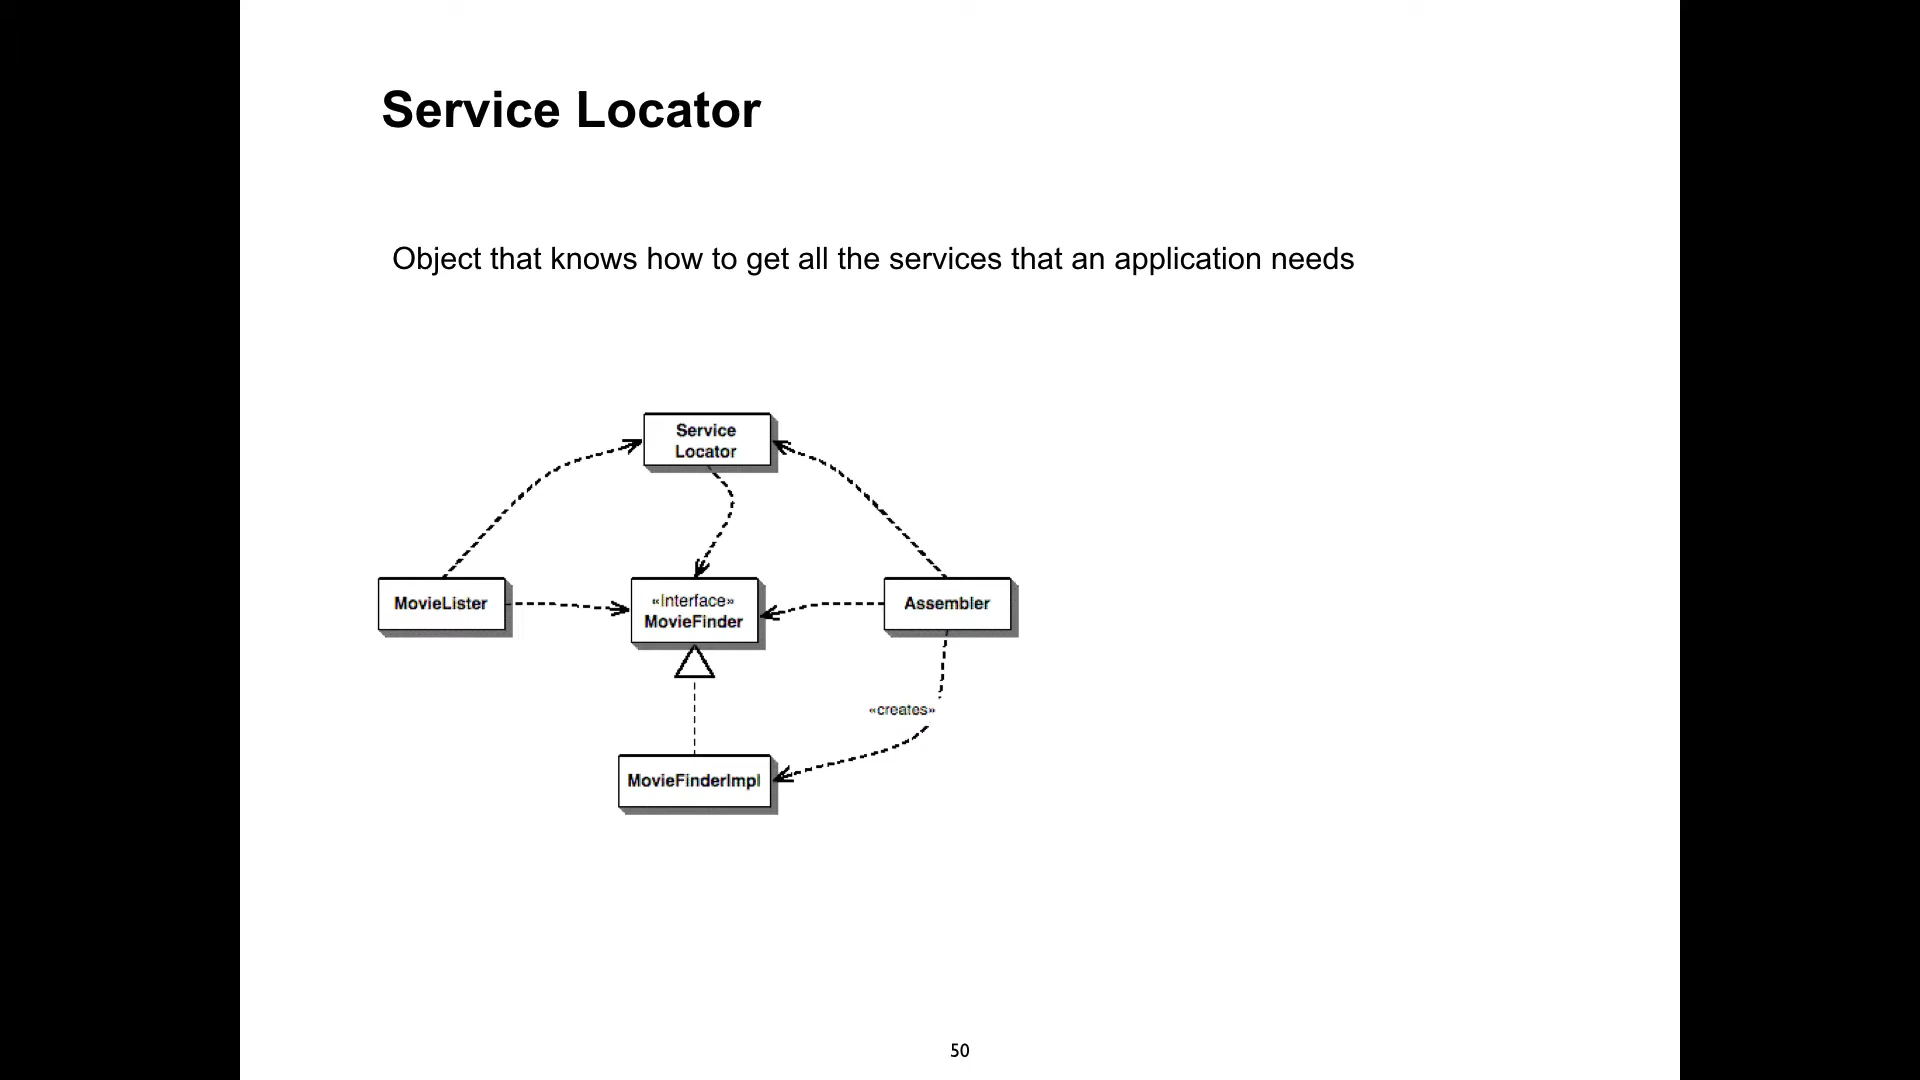 Service Locator
Object that knows how to get all the services that an application needs
Service
Locator
MovieLister
«Interface»
MovieFinder
Assembler
«creates»
MovieFinderImpl
50